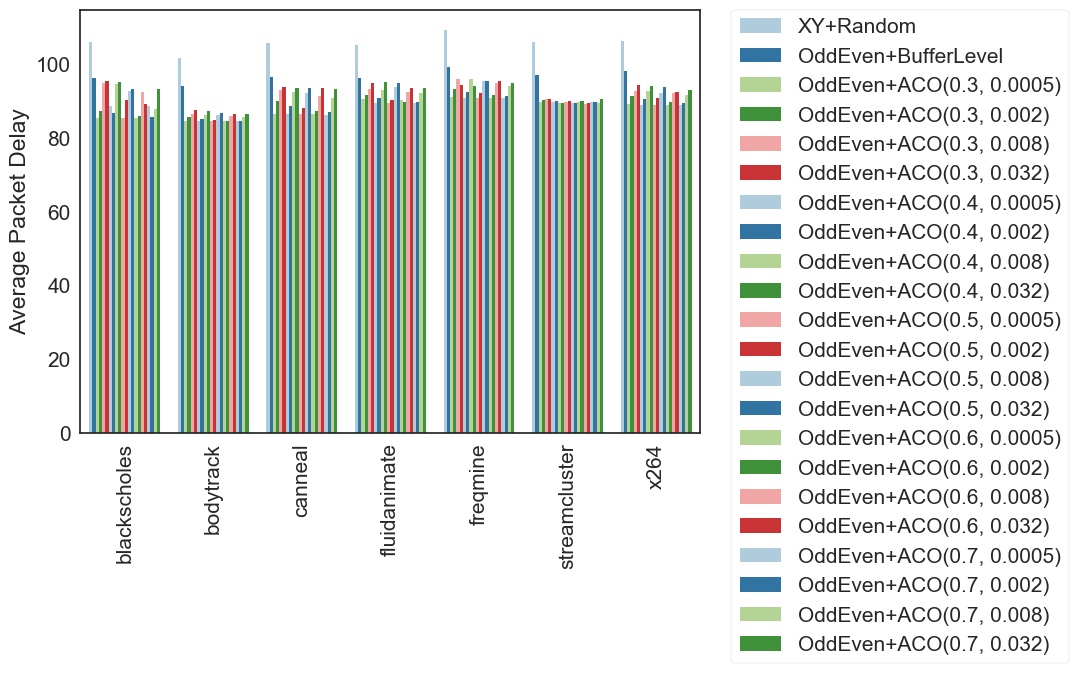 Average Packet Delay
100
80
60
40
20
0
blackscholes
bodytrack
canneal
fluidanimate
freqmine
streamcluster
x264
XY+Random
OddEven+BufferLevel
OddEven+ACO(0.3, 0.0005)
OddEven+ACO(0.3, 0.002)
OddEven+ACO(0.3, 0.008)
OddEven+ACO(0.3, 0.032)
OddEven+ACO(0.4, 0.0005)
OddEven+ACO(0.4, 0.002)
OddEven+ACO(0.4, 0.008)
OddEven+ACO(0.4, 0.032)
OddEven+ACO(0.5, 0.0005)
OddEven+ACO(0.5, 0.002)
OddEven+ACO(0.5, 0.008)
OddEven+ACO(0.5, 0.032)
OddEven+ACO(0.6, 0.0005)
OddEven+ACO(0.6, 0.002)
OddEven+ACO(0.6, 0.008)
OddEven+ACO(0.6, 0.032)
OddEven+ACO(0.7, 0.0005)
OddEven+ACO(0.7, 0.002)
OddEven+ACO(0.7, 0.008)
OddEven+ACO(0.7, 0.032)